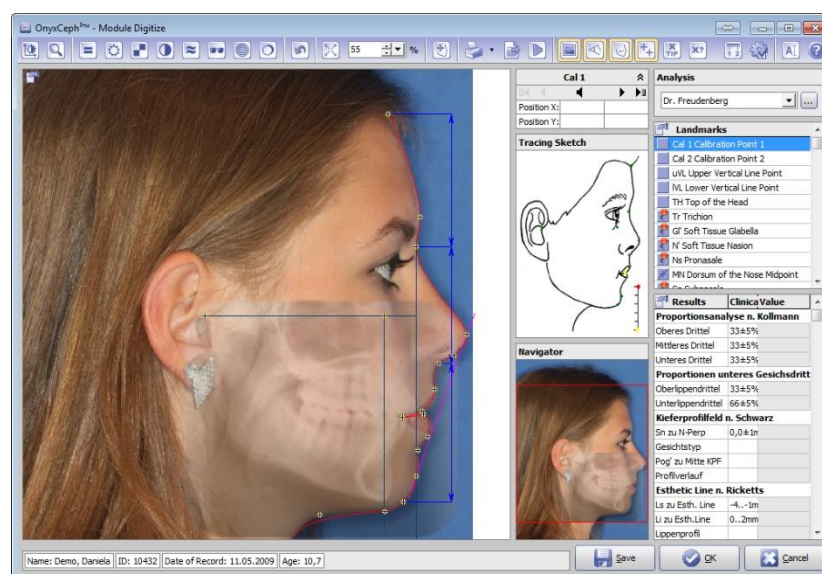 OnyxCeph³™ - Module Digitize
55 %
TIP
X?
1 2
AI
Cal 1
Position X:
Position Y:
Tracing Sketch
Navigator
Analysis
Dr. Freudenberg
...
Landmarks
Cal 1 Calibration Point 1
Cal 2 Calibration Point 2
uVL Upper Vertical Line Point
lVL Lower Vertical Line Point
TH Top of the Head
Tr Trichion
Gl' Soft Tissue Glabella
N' Soft Tissue Nasion
Ns Pronasale
MN Dorsum of the Nose Midpoint
Sn Subnasale
Results Clinica Value
Proportionsanalyse n. Kollmann
Oberes Drittel 33±5%
Mittleres Drittel 33±5%
Unteres Drittel 33±5%
Proportionen unteres Gesichsdritt
Oberlippendrittel 33±5%
Unterlippendrittel 66±5%
Kieferprofilfeld n. Schwarz
Sn zu N-Perp 0,0±1m
Gesichtstyp
Pog' zu Mitte KPF
Profilverlauf
Esthetic Line n. Ricketts
Ls zu Esth. Line -4..-1m
Li zu Esth.Line 0..2mm
Lippenprofil
Name: Demo, Daniela ID: 10432 Date of Record: 11.05.2009 Age: 10,7
Save OK Cancel